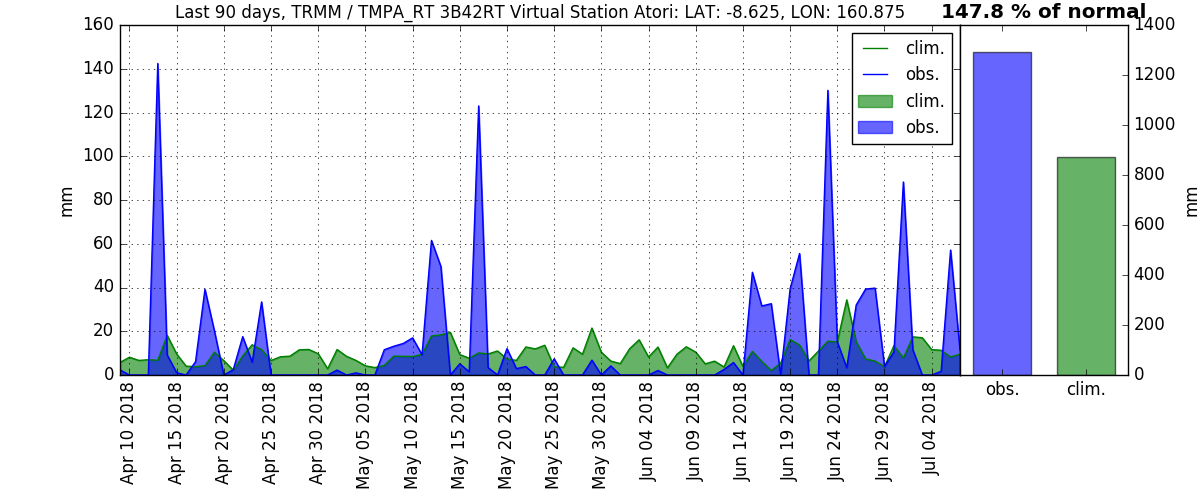 Last 90 days, TRMM / TMPA_RT 3B42RT Virtual Station Atori: LAT: -8.625, LON: 160.875
147.8 % of normal
160
140
120
100
80
60
40
20
0
mm
clim.
obs.
clim.
obs.
Apr 10 2018
Apr 15 2018
Apr 20 2018
Apr 25 2018
Apr 30 2018
May 05 2018
May 10 2018
May 15 2018
May 20 2018
May 25 2018
May 30 2018
Jun 04 2018
Jun 09 2018
Jun 14 2018
Jun 19 2018
Jun 24 2018
Jun 29 2018
Jul 04 2018
1400
1200
1000
800
600
400
200
0
mm
obs.
clim.